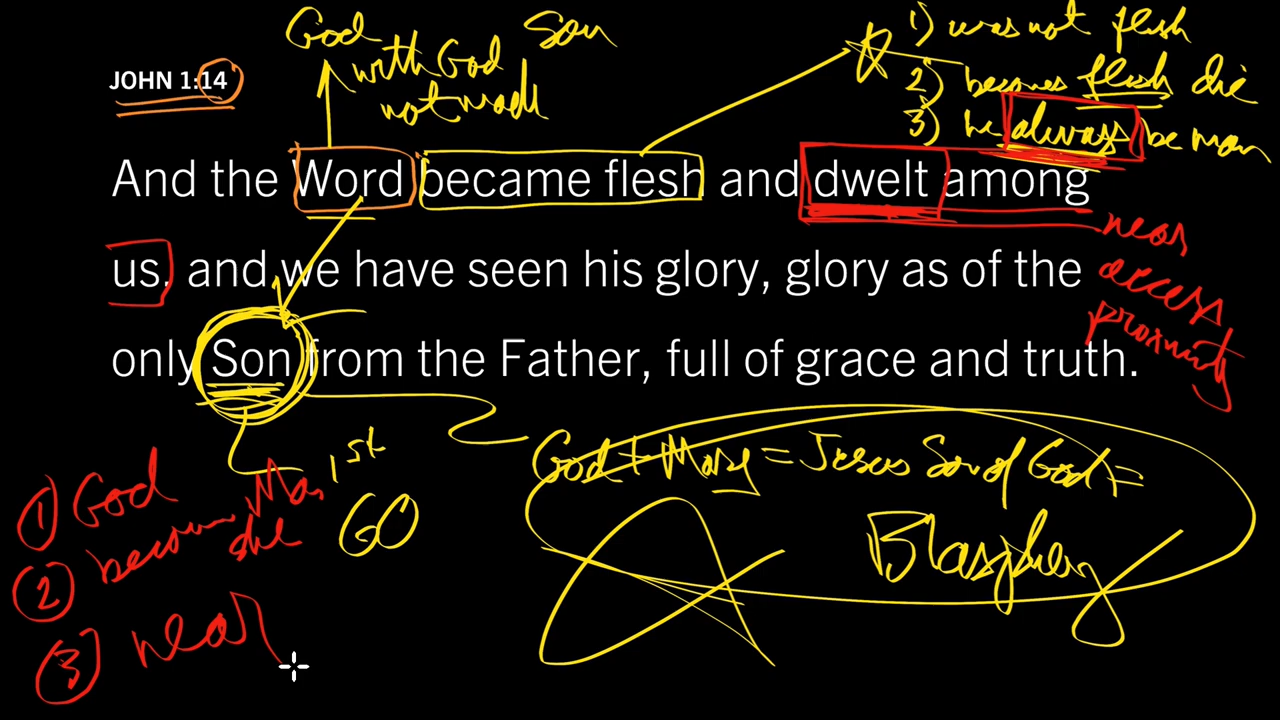 God Son
with God
not made
1) was not flesh
2) becomes flesh die
3) he always be man
JOHN 1:14
And the Word became flesh and dwelt among
us, and we have seen his glory, glory as of the
only Son from the Father, full of grace and truth.
near
access
proximity
God + Mary = Jesus Son of God =
Blasphemy
1st
GO
1) God
2) become Man
die
3) near